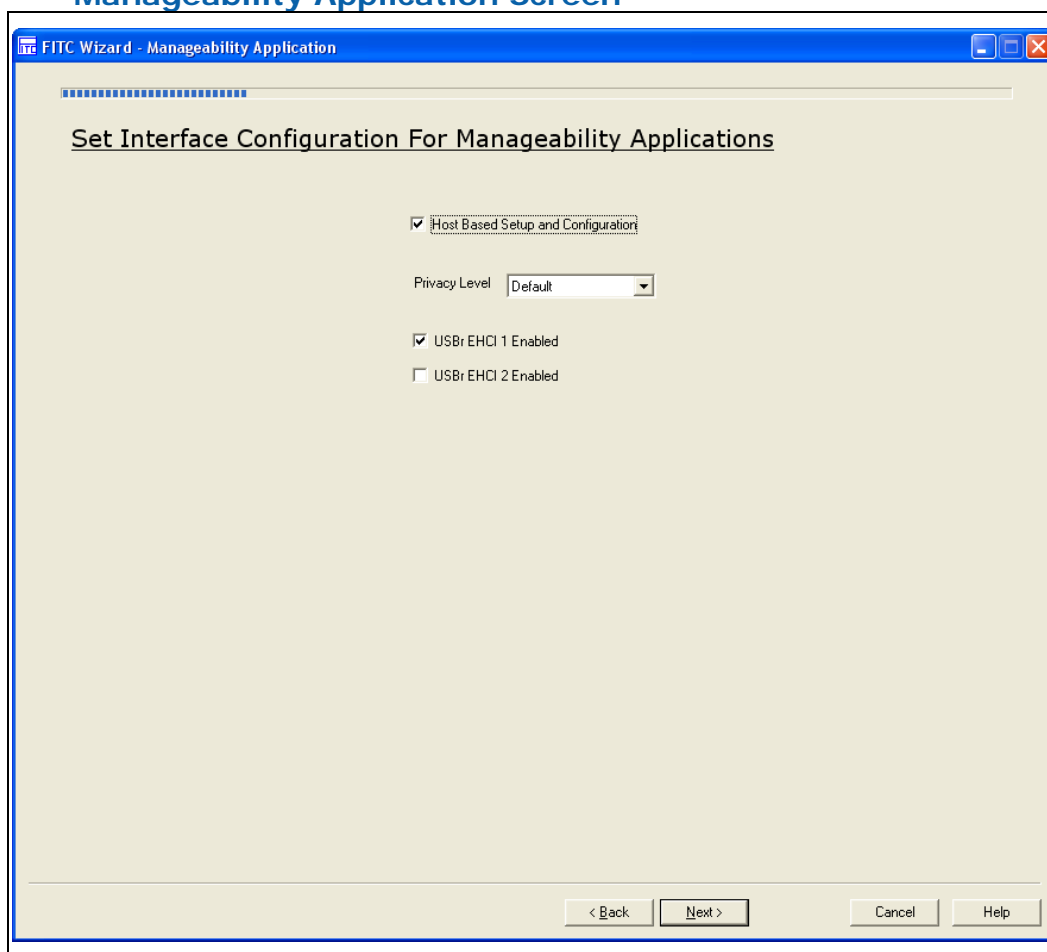 Manageability Application Screen
FITC Wizard - Manageability Application
Set Interface Configuration For Manageability Applications
Host Based Setup and Configuration
Privacy Level Default
USBr EHCI 1 Enabled
USBr EHCI 2 Enabled
< Back Next > Cancel Help